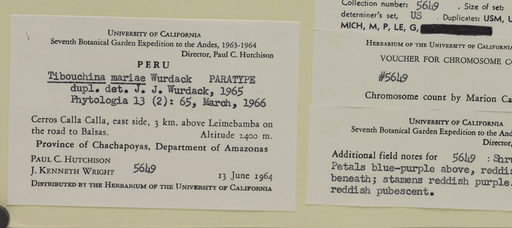 UNIVERSITY OF CALIFORNIA
Seventh Botanical Garden Expedition to the Andes, 1963-1964
Director, Paul C. Hutchison
PERU
Tibouchina mariae Wurdack PARATYPE
dupl. det. J. J. Wurdack, 1965
Phytologia 13 (2): 65, March, 1966
Cerros Calla Calla, east side, 3 km. above Leimebamba on
the road to Balsas. Altitude 2400 m.
Province of Chachapoyas, Department of Amazonas
PAUL C. HUTCHISON
J. KENNETH WRIGHT 5649 13 June 1964
DISTRIBUTED BY THE HERBARIUM OF THE UNIVERSITY OF CALIFORNIA
Collection number: 5649 . Size of set:
determiner's set, US . Duplicates: USM, U
MICH, M, P, LE, G,
HERBARIUM OF THE UNIVERSITY OF CALIFORNIA
VOUCHER FOR CHROMOSOME CO
#5649
Chromosome count by Marion Ca
UNIVERSITY OF CALIFORNIA
Seventh Botanical Garden Expedition to the And
Director,
Additional field notes for 5649 :Shru
Petals blue-purple above, reddis
beneath; stamens reddish purple.
reddish pubescent.